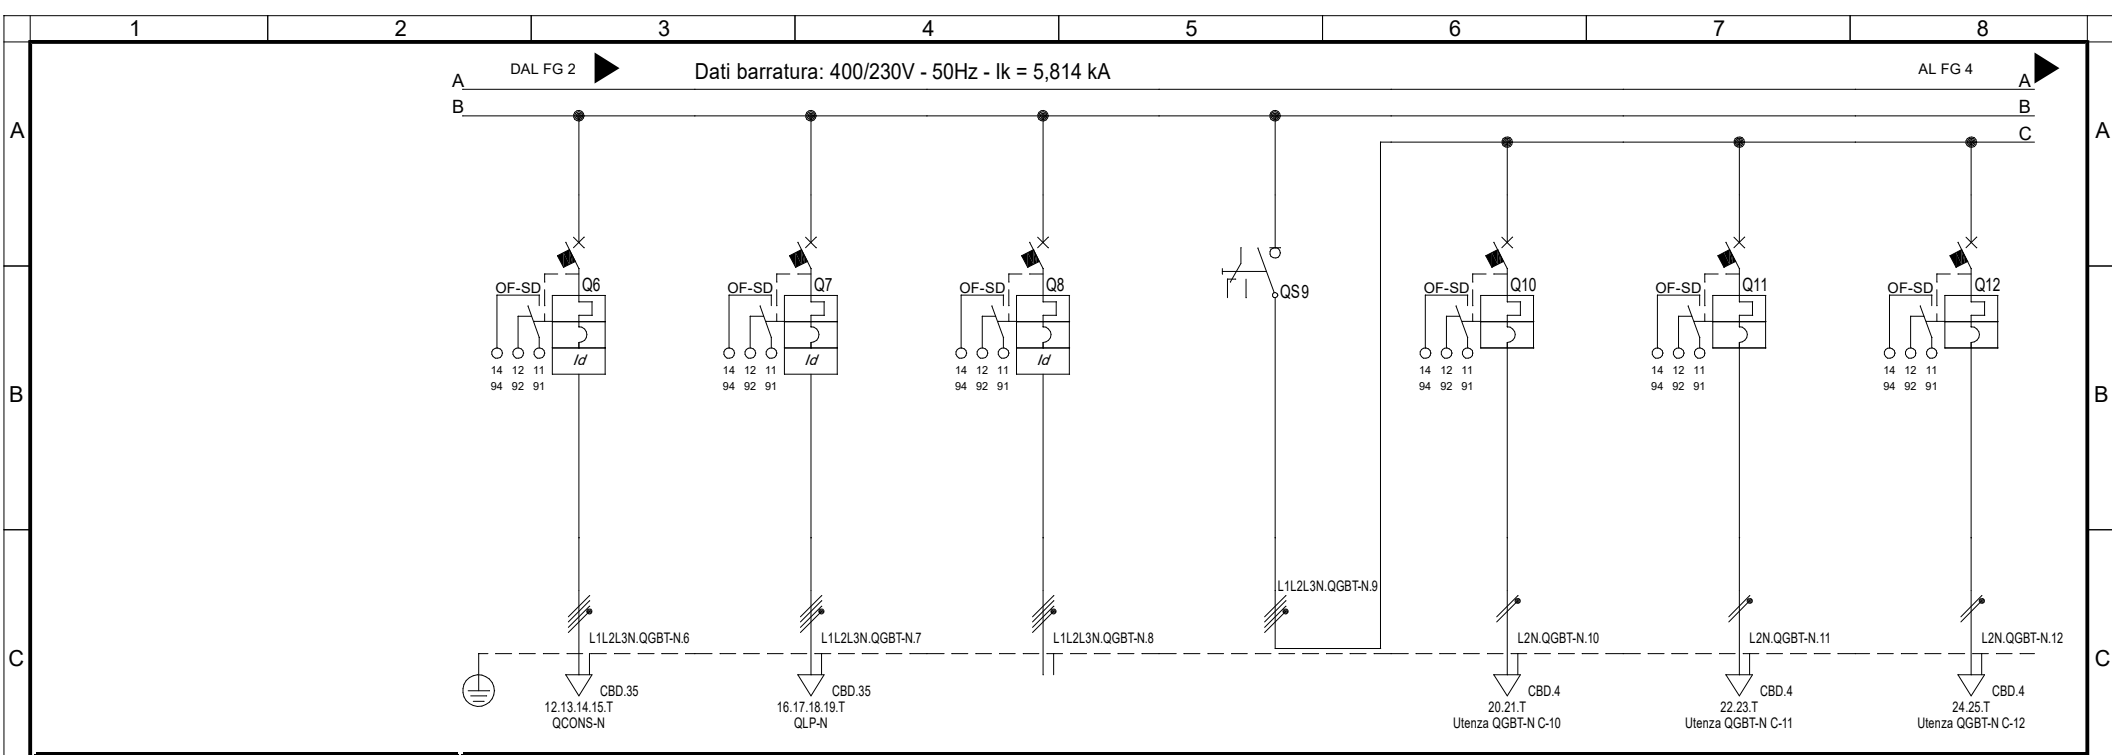 1 2 3 4 5 6 7 8
DAL FG 2 Dati barratura: 400/230V - 50Hz - Ik = 5,814 kA AL FG 4
A A
B B
C
A A
OF-SD Q6 OF-SD Q7 OF-SD Q8 QS9 OF-SD Q10 OF-SD Q11 OF-SD Q12
Id Id Id
14 12 11 14 12 11 14 12 11 14 12 11 14 12 11 14 12 11
94 92 91 94 92 91 94 92 91 94 92 91 94 92 91 94 92 91
B B
L1L2L3N.QGBT-N.9
L1L2L3N.QGBT-N.6 L1L2L3N.QGBT-N.7 L1L2L3N.QGBT-N.8 L2N.QGBT-N.10 L2N.QGBT-N.11 L2N.QGBT-N.12
C C
CBD.35 CBD.35 CBD.4 CBD.4 CBD.4
12.13.14.15.T 16.17.18.19.T 20.21.T 22.23.T 24.25.T
QCONS-N QLP-N Utenza QGBT-N C-10 Utenza QGBT-N C-11 Utenza QGBT-N C-12